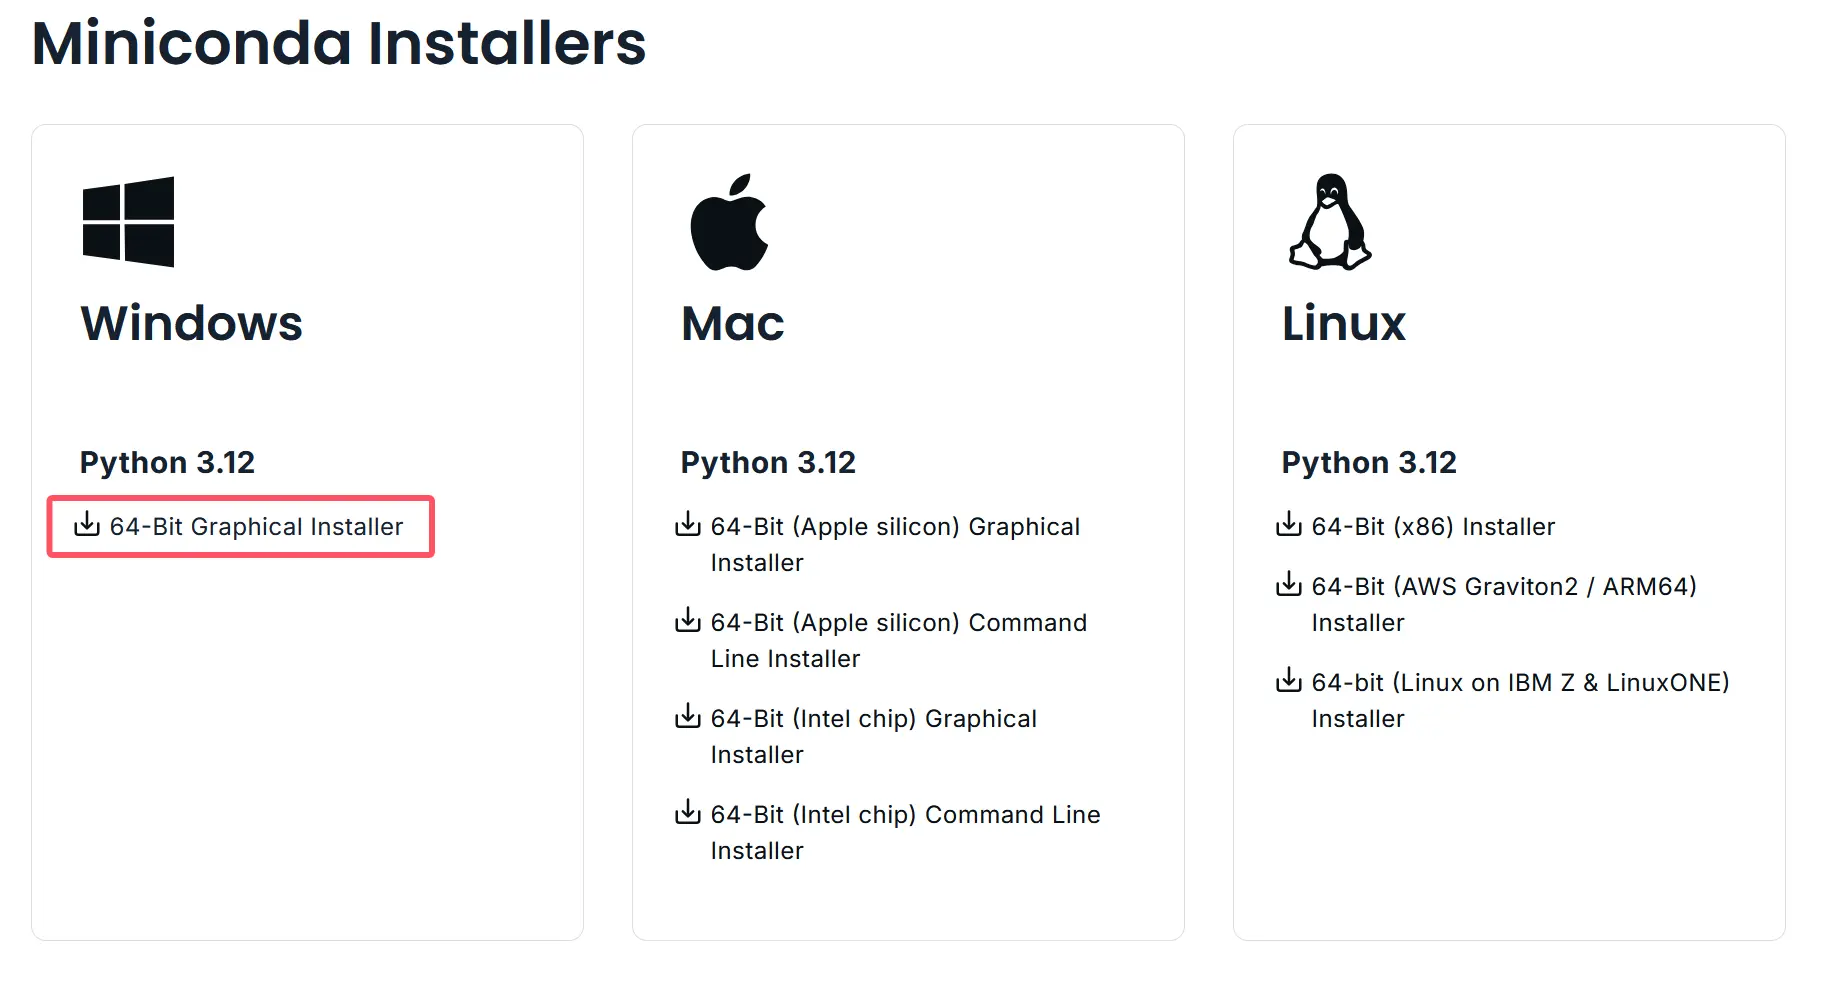 Miniconda Installers
Windows
Python 3.12
64-Bit Graphical Installer
Mac
Python 3.12
64-Bit (Apple silicon) Graphical
Installer
64-Bit (Apple silicon) Command
Line Installer
64-Bit (Intel chip) Graphical
Installer
64-Bit (Intel chip) Command Line
Installer
Linux
Python 3.12
64-Bit (x86) Installer
64-Bit (AWS Graviton2 / ARM64)
Installer
64-bit (Linux on IBM Z & LinuxONE)
Installer